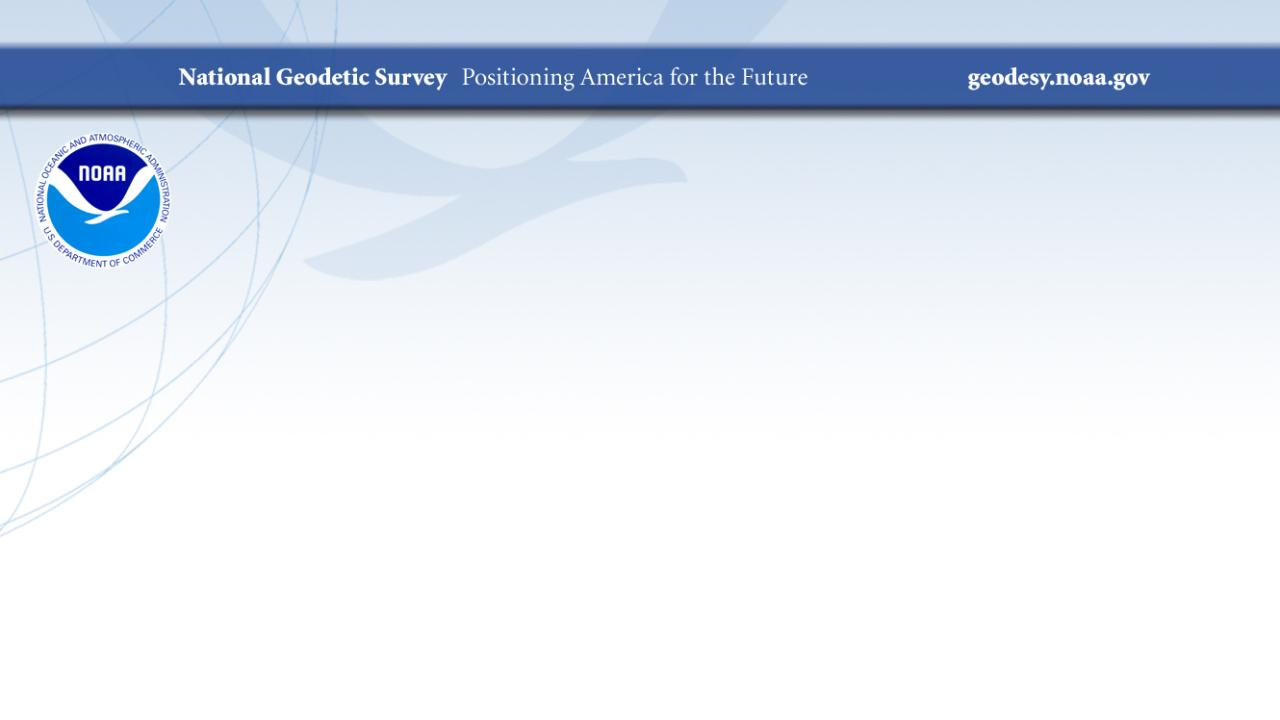 National Geodetic Survey Positioning America for the Future geodesy.noaa.gov
NATIONAL OCEANIC AND ATMOSPHERIC ADMINISTRATION
NOAA
U.S. DEPARTMENT OF COMMERCE